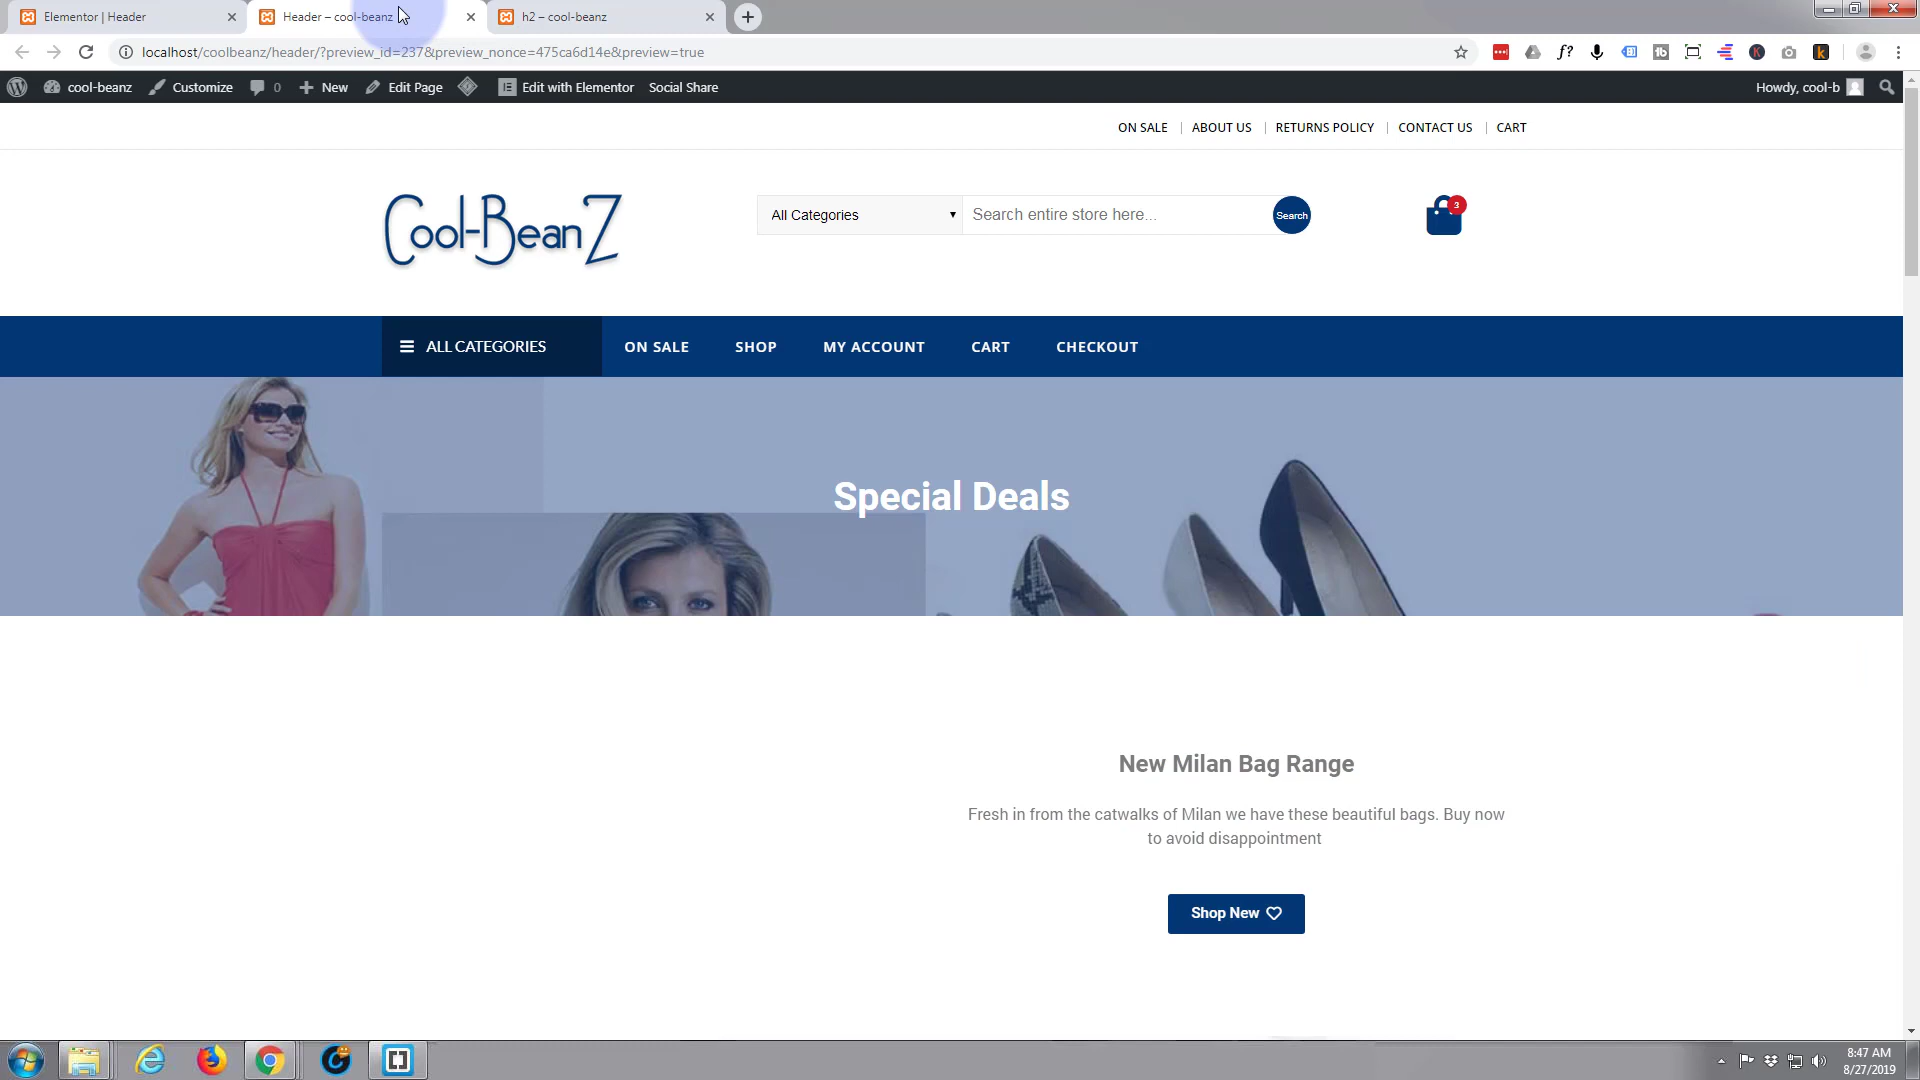 Elementor | Header
Header – cool-beanz
h2 – cool-beanz
localhost/coolbeanz/header/?preview_id=237&preview_nonce=475ca6d14e&preview=true
cool-beanz
Customize
0
New
Edit Page
Edit with Elementor
Social Share
Howdy, cool-b
ON SALE
ABOUT US
RETURNS POLICY
CONTACT US
CART
Cool-BeanZ
All Categories
Search entire store here...
Search
3
ALL CATEGORIES
ON SALE
SHOP
MY ACCOUNT
CART
CHECKOUT
Special Deals
New Milan Bag Range
Fresh in from the catwalks of Milan we have these beautiful bags. Buy now
to avoid disappointment
Shop New
8:47 AM
8/27/2019